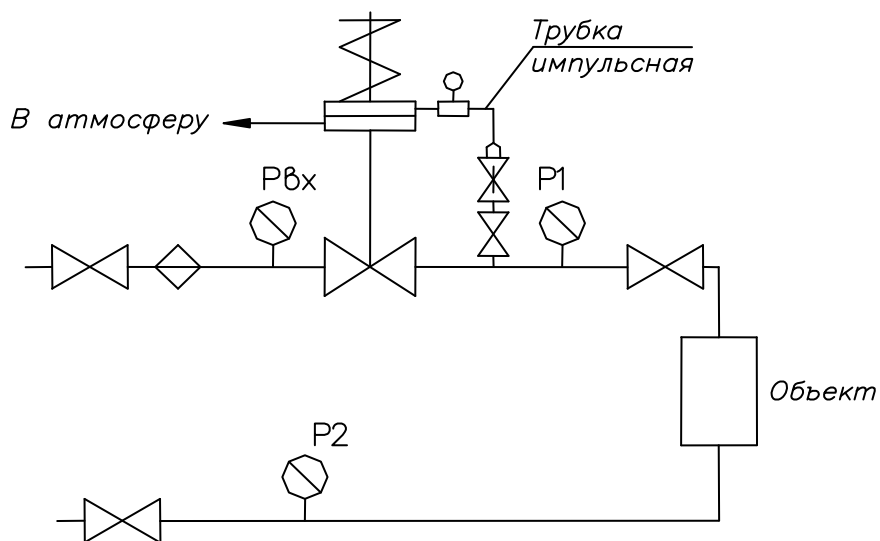 Трубка
импульсная
В атмосферу
Рвх
Р1
Объект
Р2